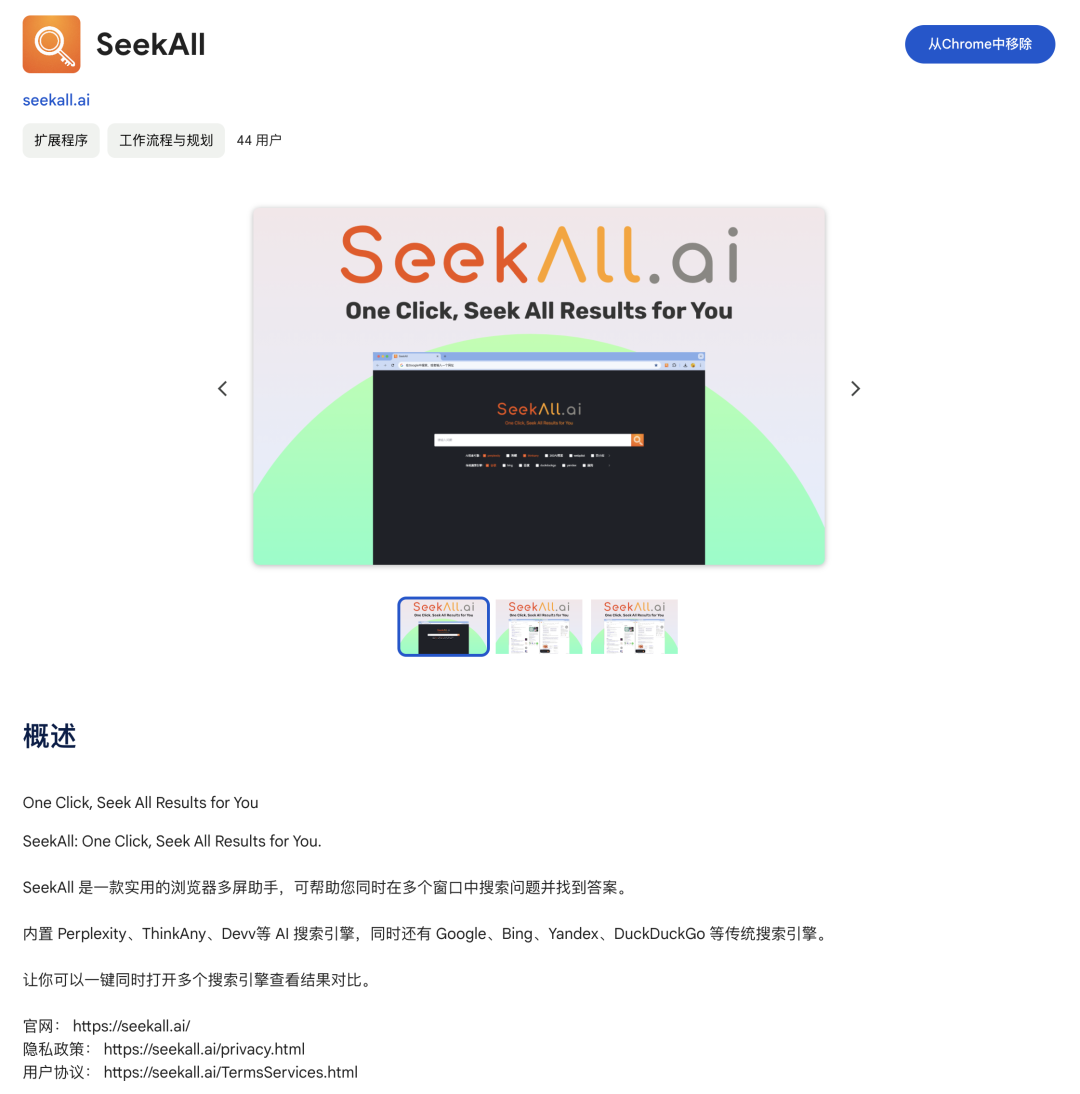 SeekAll
从Chrome中移除
seekall.ai
扩展程序
工作流程与规划
44 用户
SeekAll.ai
One Click, Seek All Results for You
SeekAll.ai
One Click, Seek All Results for You
SeekAll.ai
One Click, Seek All Results for You
SeekAll.ai
One Click, Seek All Results for You
SeekAll.ai
One Click, Seek All Results for You
概述
One Click, Seek All Results for You
SeekAll: One Click, Seek All Results for You.
SeekAll 是一款实用的浏览器多屏助手，可帮助您同时在多个窗口中搜索问题并找到答案。
内置 Perplexity、ThinkAny、Devv等 AI 搜索引擎，同时还有 Google、Bing、Yandex、DuckDuckGo 等传统搜索引擎。
让你可以一键同时打开多个搜索引擎查看结果对比。
官网： https://seekall.ai/
隐私政策： https://seekall.ai/privacy.html
用户协议： https://seekall.ai/TermsServices.html